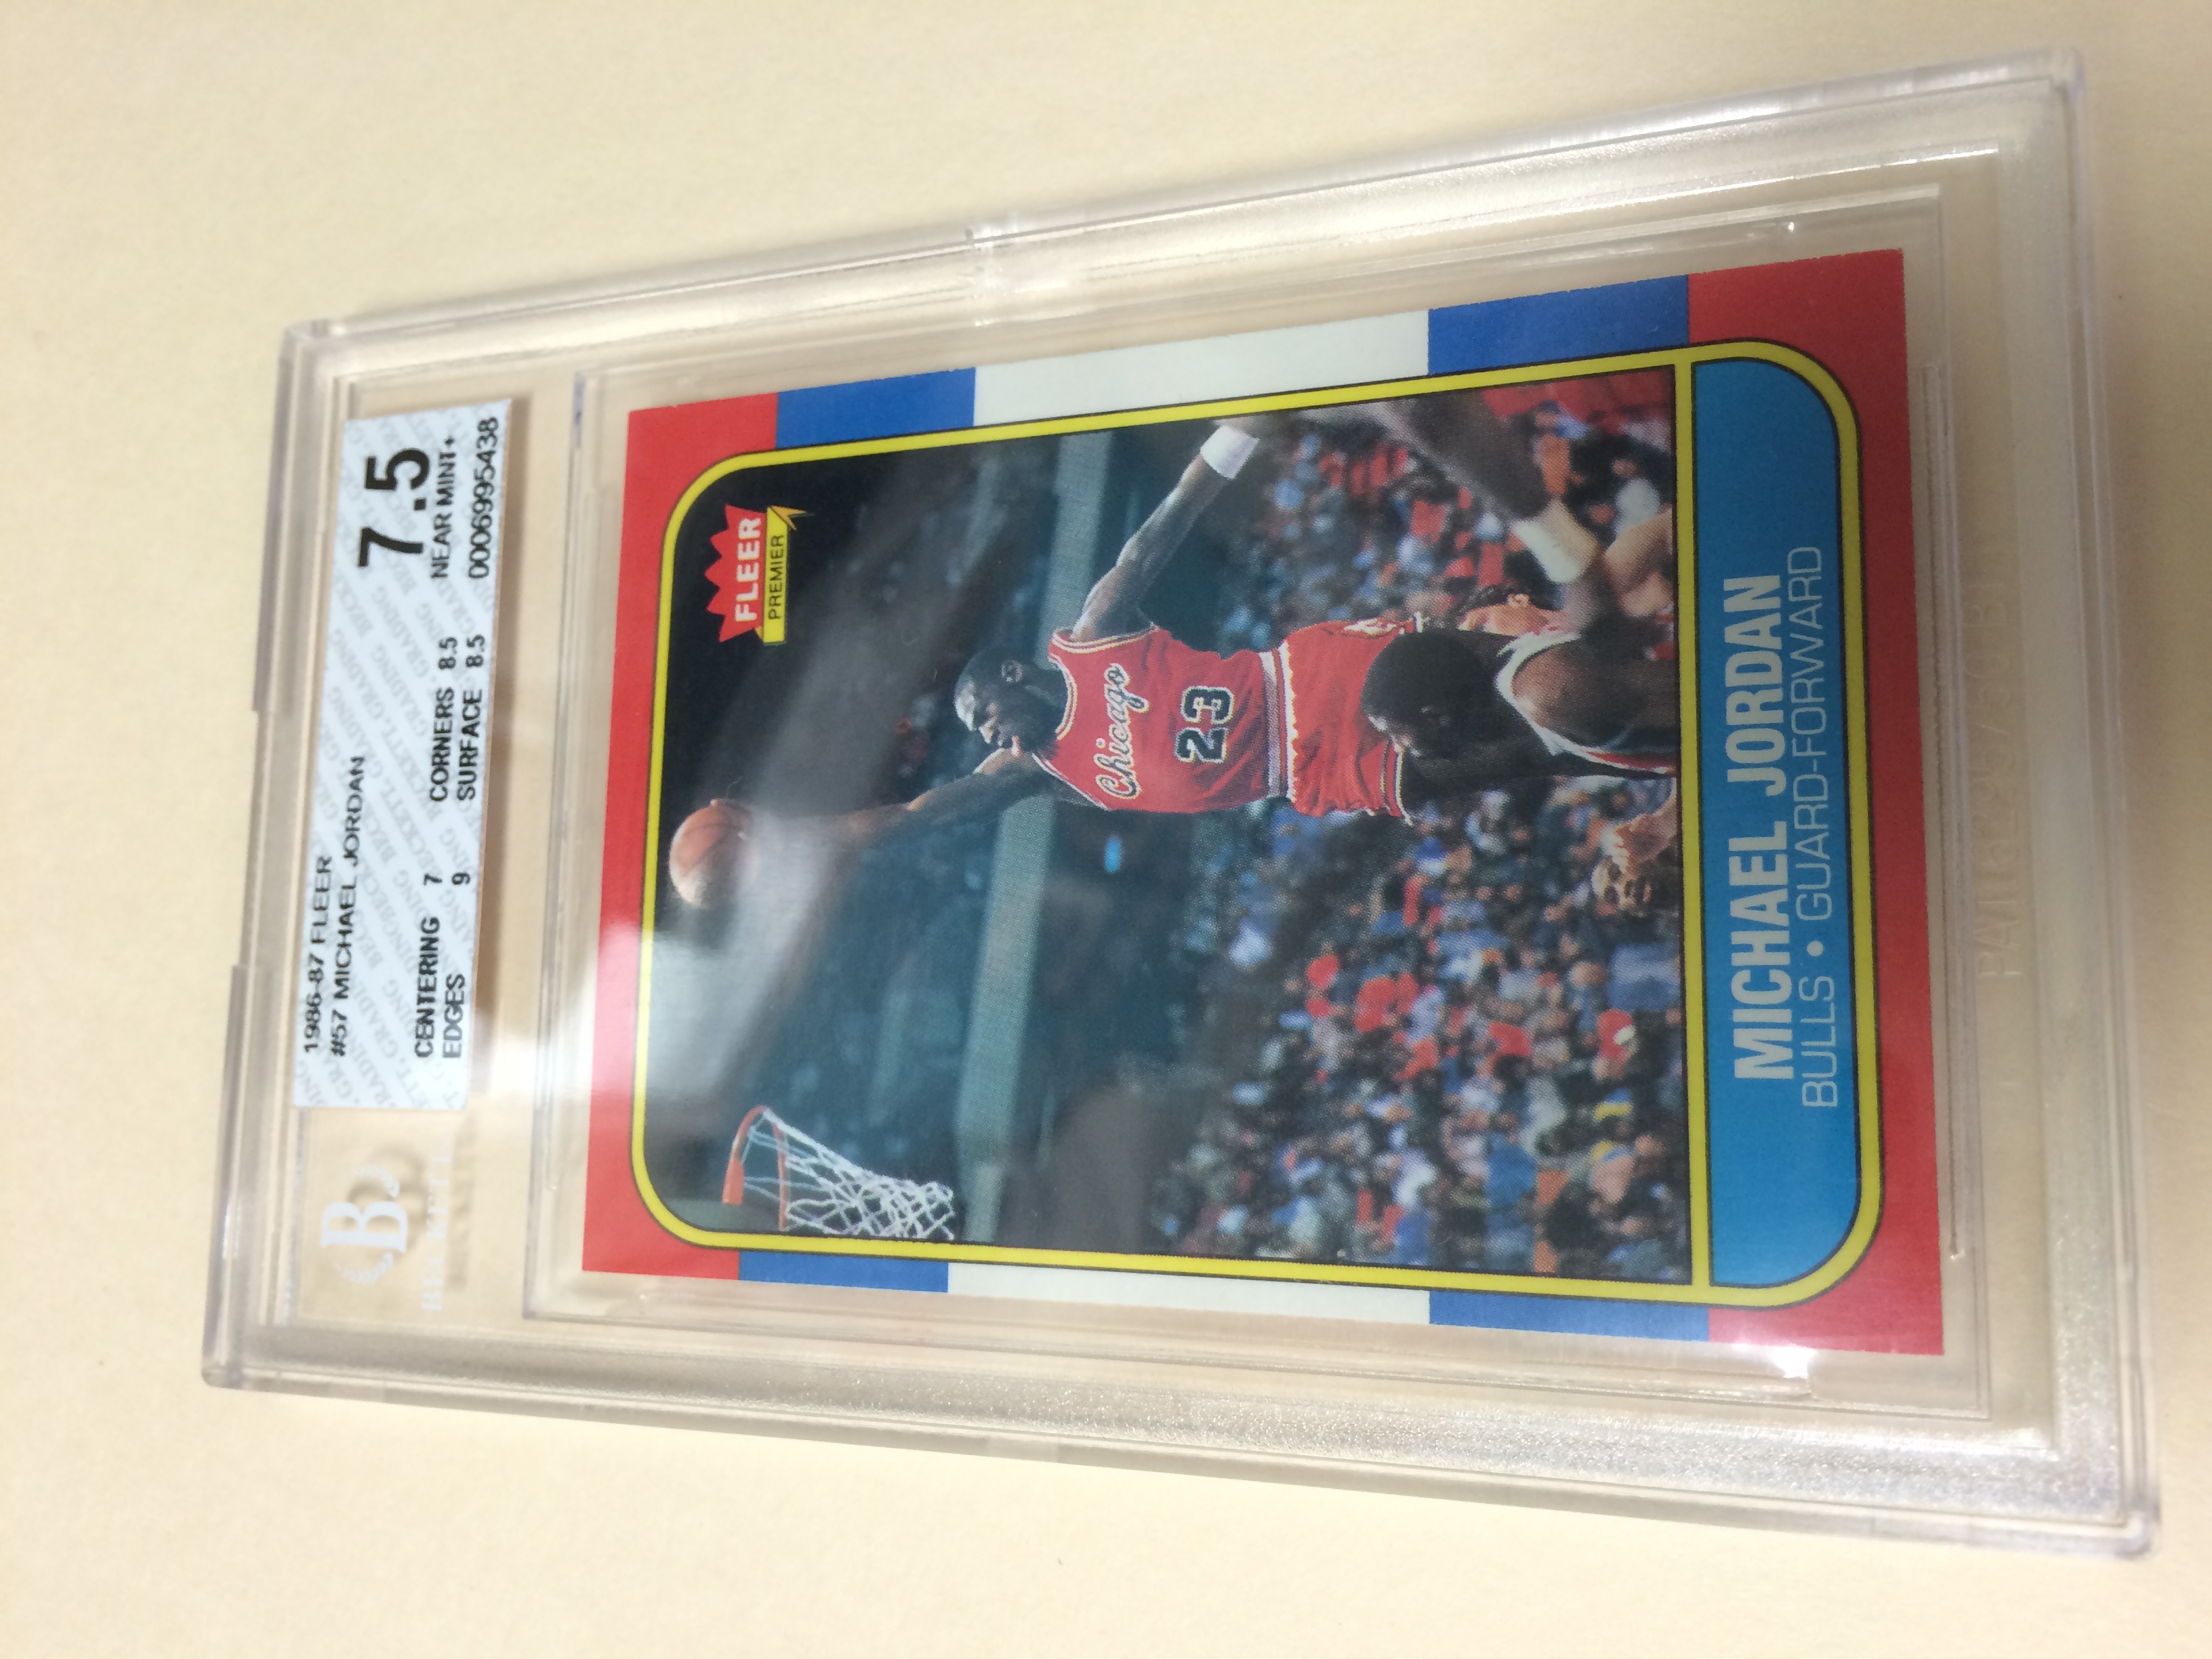 1986-87 FLEER
#57 MICHAEL JORDAN
7.5
CENTERING 7 CORNERS 8.5 NEAR MINT+
EDGES 9 SURFACE 8.5 0006995438
B
BECKETT
FLEER
PREMIER
Chicago
23
MICHAEL JORDAN
BULLS • GUARD-FORWARD